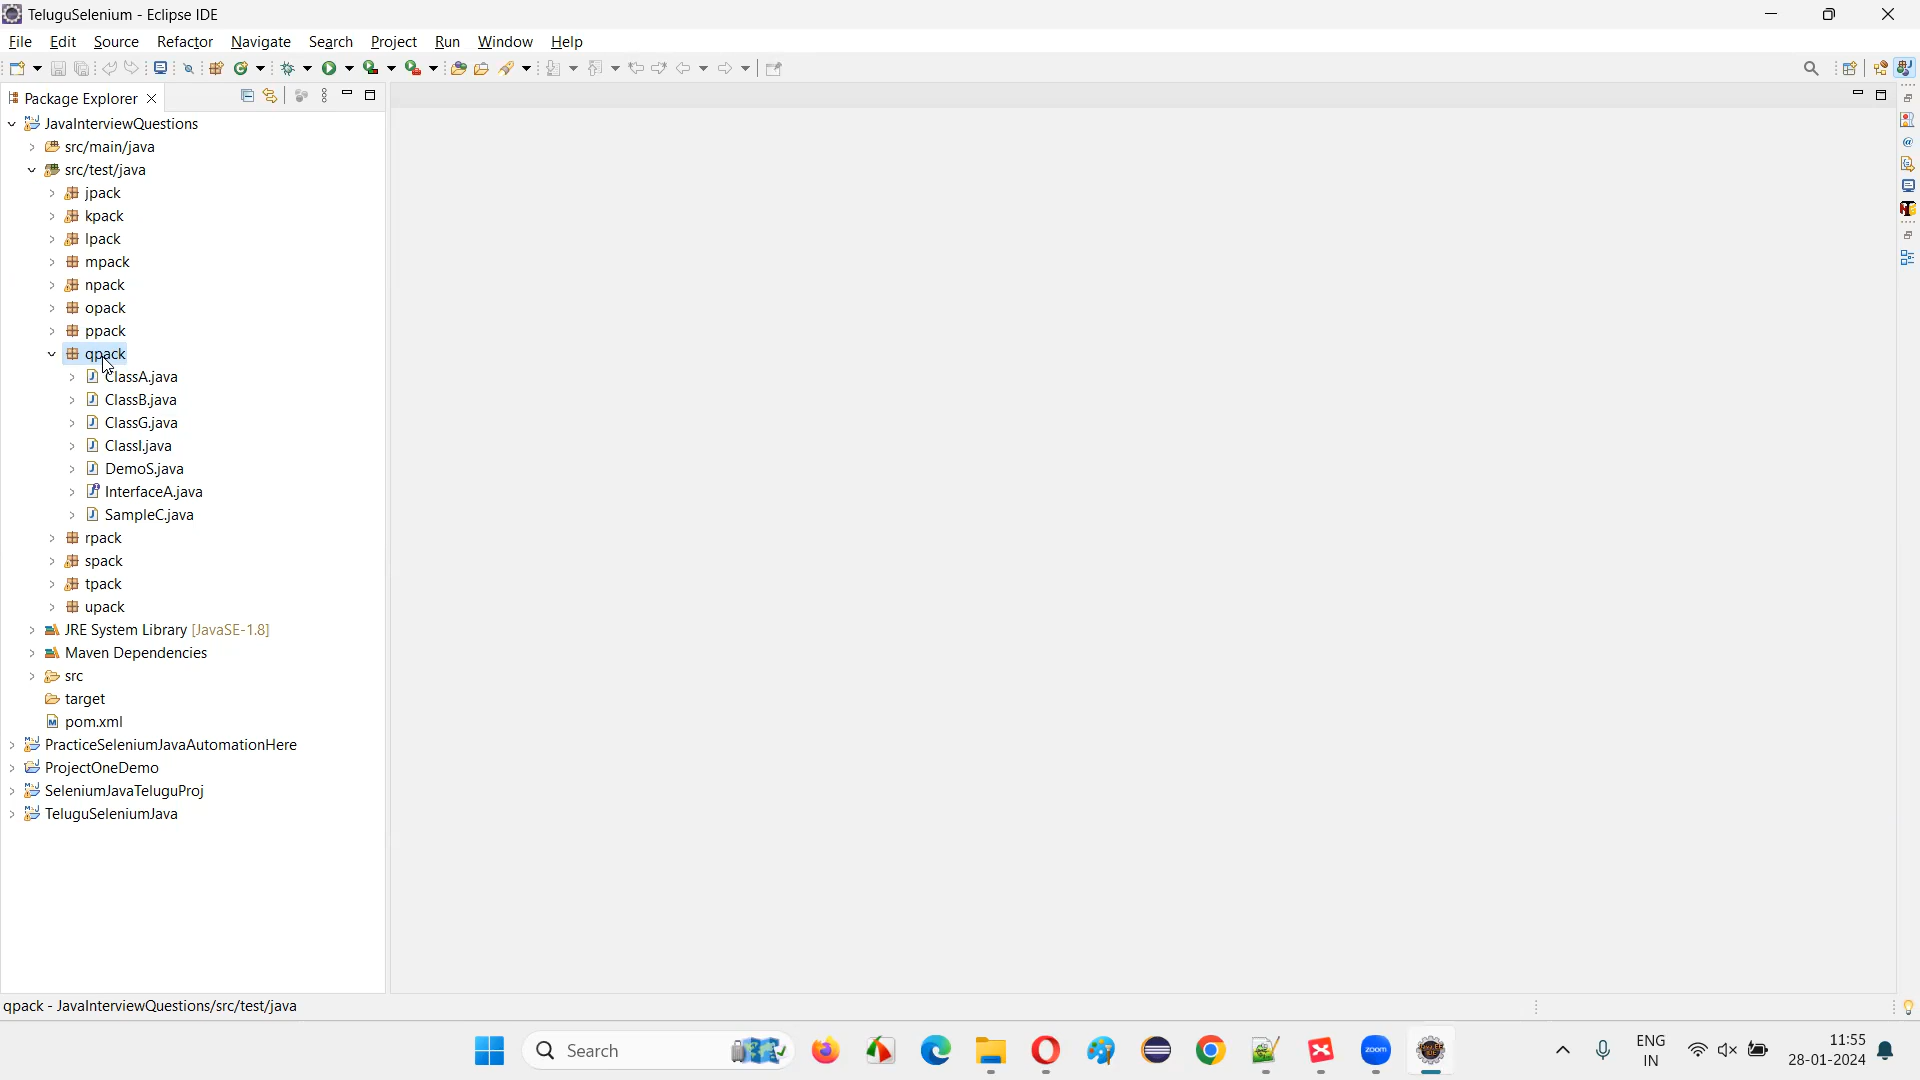 TeluguSelenium - Eclipse IDE
File Edit Source Refactor Navigate Search Project Run Window Help
Package Explorer
JavaInterviewQuestions
src/main/java
src/test/java
jpack
kpack
lpack
mpack
npack
opack
ppack
qpack
ClassA.java
ClassB.java
ClassG.java
ClassI.java
DemoS.java
InterfaceA.java
SampleC.java
rpack
spack
tpack
upack
JRE System Library [JavaSE-1.8]
Maven Dependencies
src
target
pom.xml
PracticeSeleniumJavaAutomationHere
ProjectOneDemo
SeleniumJavaTeluguProj
TeluguSeleniumJava
qpack - JavaInterviewQuestions/src/test/java
Search
zoom
ENG
IN
11:55
28-01-2024